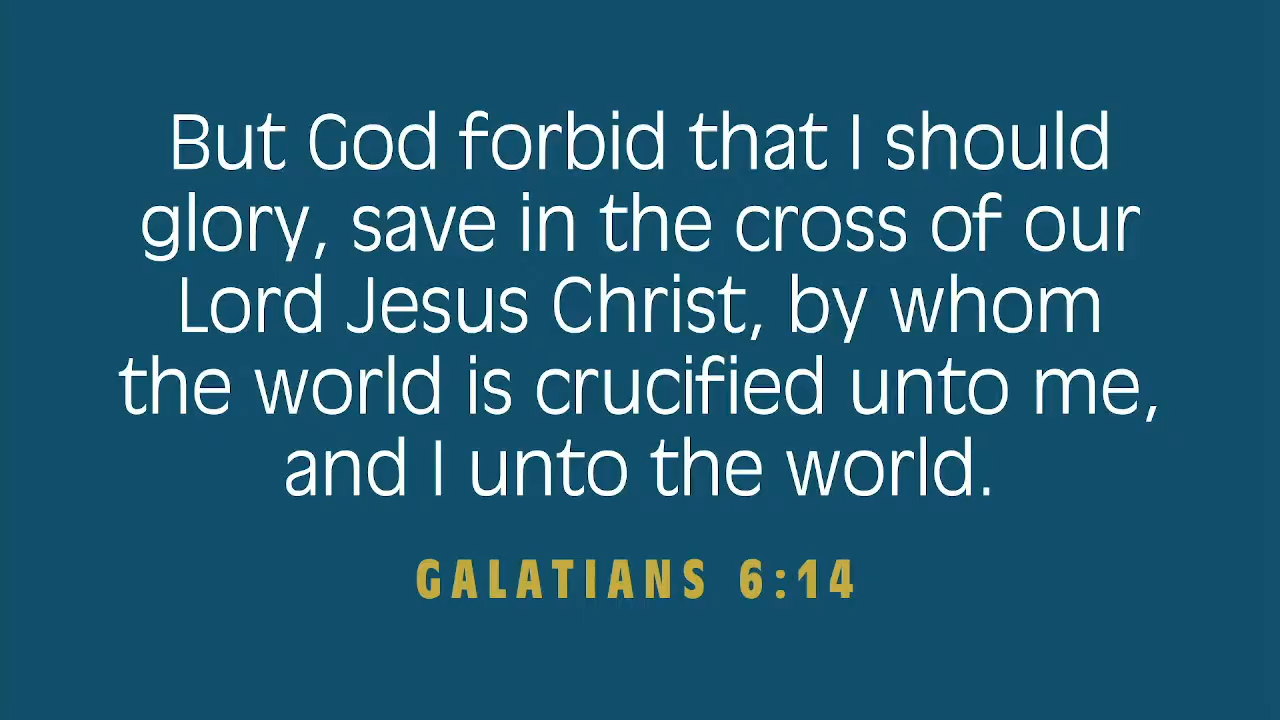 But God forbid that I should
glory, save in the cross of our
Lord Jesus Christ, by whom
the world is crucified unto me,
and I unto the world.
GALATIANS 6:14